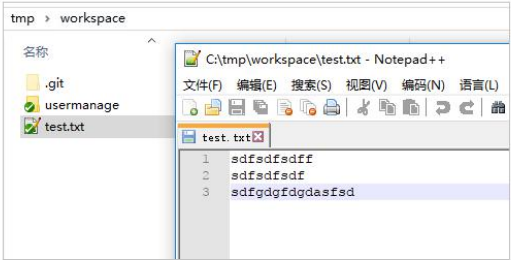 tmp › workspace
名称
.git
usermanage
test.txt
C:\tmp\workspace\test.txt - Notepad++
文件(F) 编辑(E) 搜索(S) 视图(V) 编码(N) 语言(L)
test.txt
1 sdfsdfsdff
2 sdfsdfsdf
3 sdfgdgfdgdasfsd